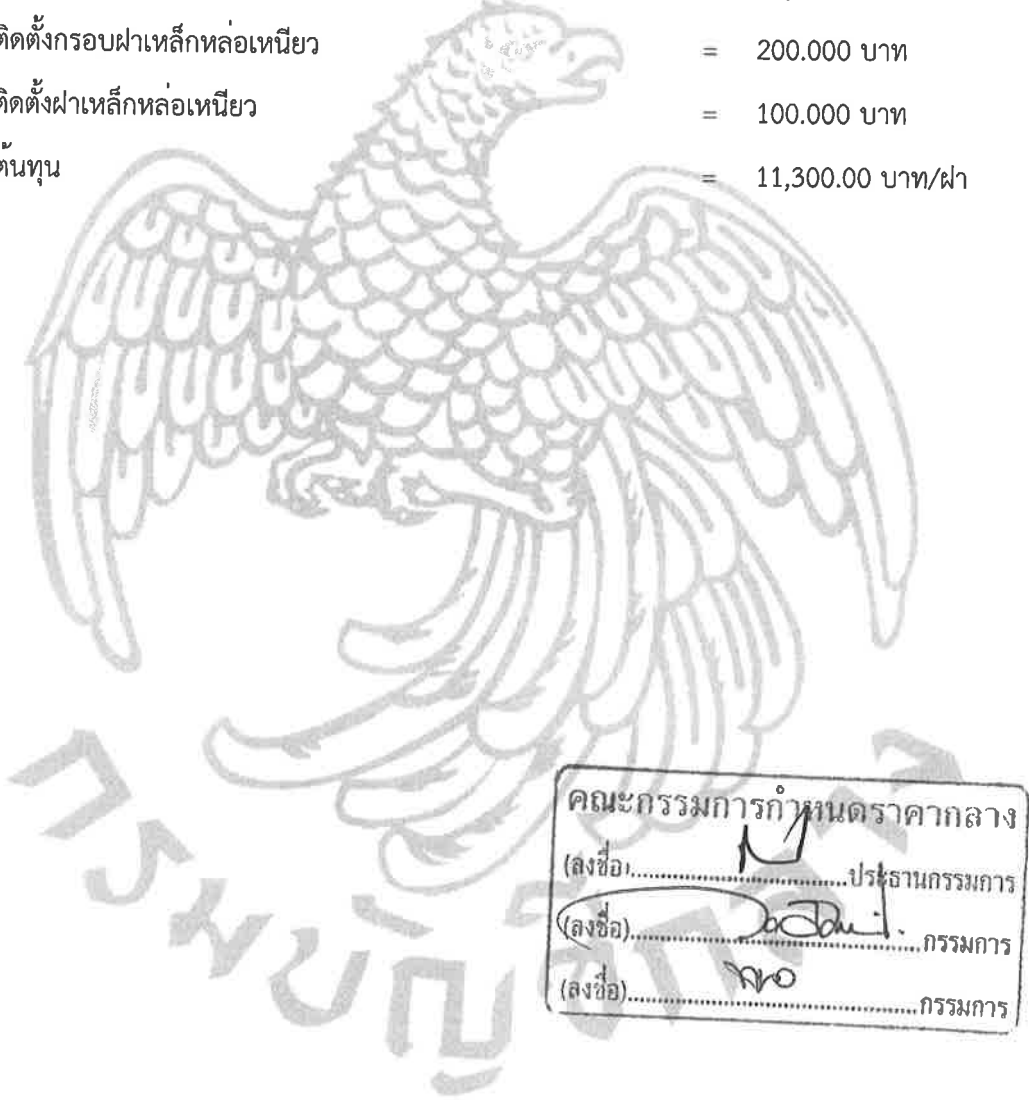 ติดตั้งกรอบฝาเหล็กหล่อเหนียว = 200.000 บาท
ติดตั้งฝาเหล็กหล่อเหนียว = 100.000 บาท
ต้นทุน = 11,300.00 บาท/ฝา
คณะกรรมการกำหนดราคากลาง
(ลงชื่อ)..............................ประธานกรรมการ
(ลงชื่อ)..............................กรรมการ
(ลงชื่อ)..............................กรรมการ
กรมบัญชีกลาง